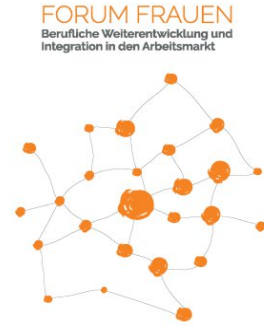 FORUM FRAUEN
Berufliche Weiterentwicklung und
Integration in den Arbeitsmarkt